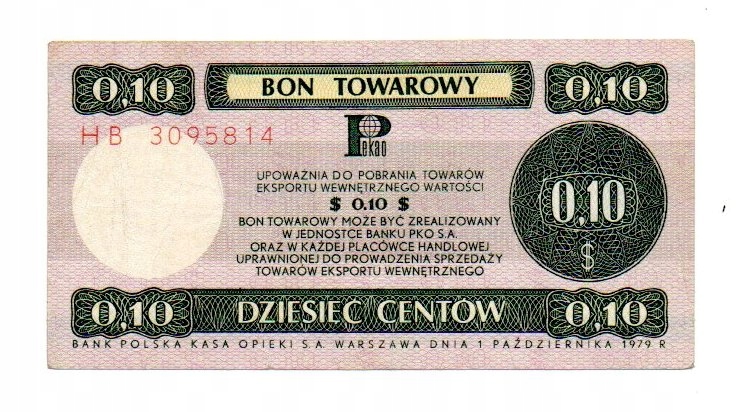 0,10 BON TOWAROWY 0,10
HB 3095814
Pekao
UPOWAŻNIA DO POBRANIA TOWARÓW
EKSPORTU WEWNĘTRZNEGO WARTOŚCI
$ 0.10 $
BON TOWAROWY MOŻE BYĆ ZREALIZOWANY
W JEDNOSTCE BANKU PKO S.A.
ORAZ W KAŻDEJ PLACÓWCE HANDLOWEJ
UPRAWNIONEJ DO PROWADZENIA SPRZEDAŻY
TOWARÓW EKSPORTU WEWNĘTRZNEGO
0,10
$
0,10 DZIESIĘĆ CENTÓW 0,10
BANK POLSKA KASA OPIEKI S.A. WARSZAWA DNIA 1 PAŹDZIERNIKA 1979 R